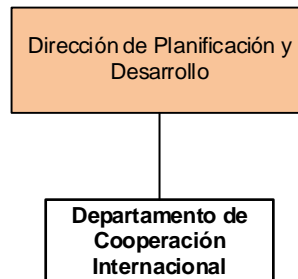 Dirección de Planificación y
Desarrollo
Departamento de
Cooperación
Internacional